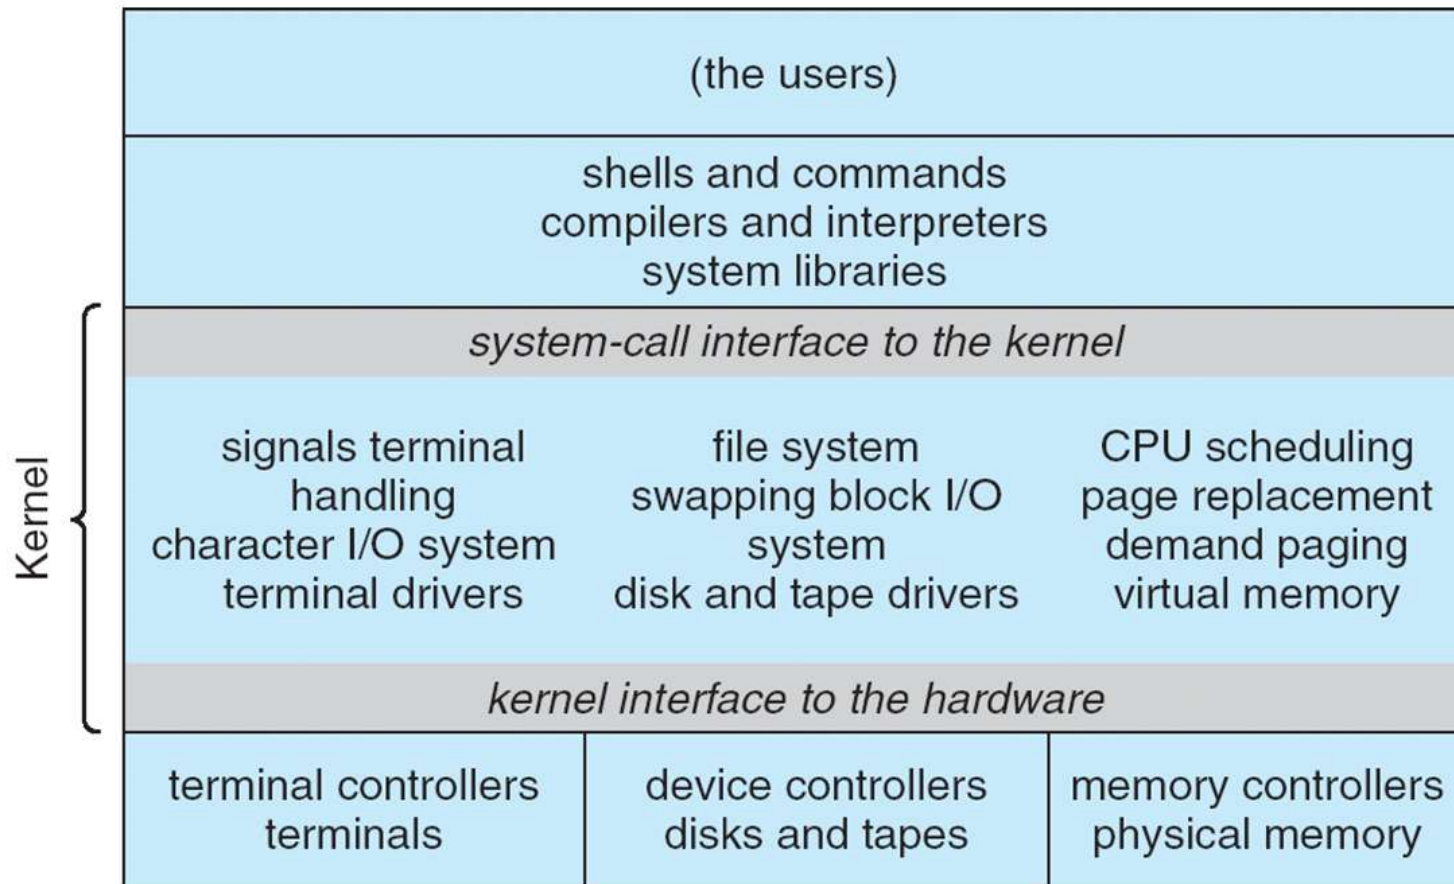 (the users)
shells and commands
compilers and interpreters
system libraries
Kernel
system-call interface to the kernel
signals terminal
handling
character I/O system
terminal drivers
file system
swapping block I/O
system
disk and tape drivers
CPU scheduling
page replacement
demand paging
virtual memory
kernel interface to the hardware
terminal controllers
terminals
device controllers
disks and tapes
memory controllers
physical memory